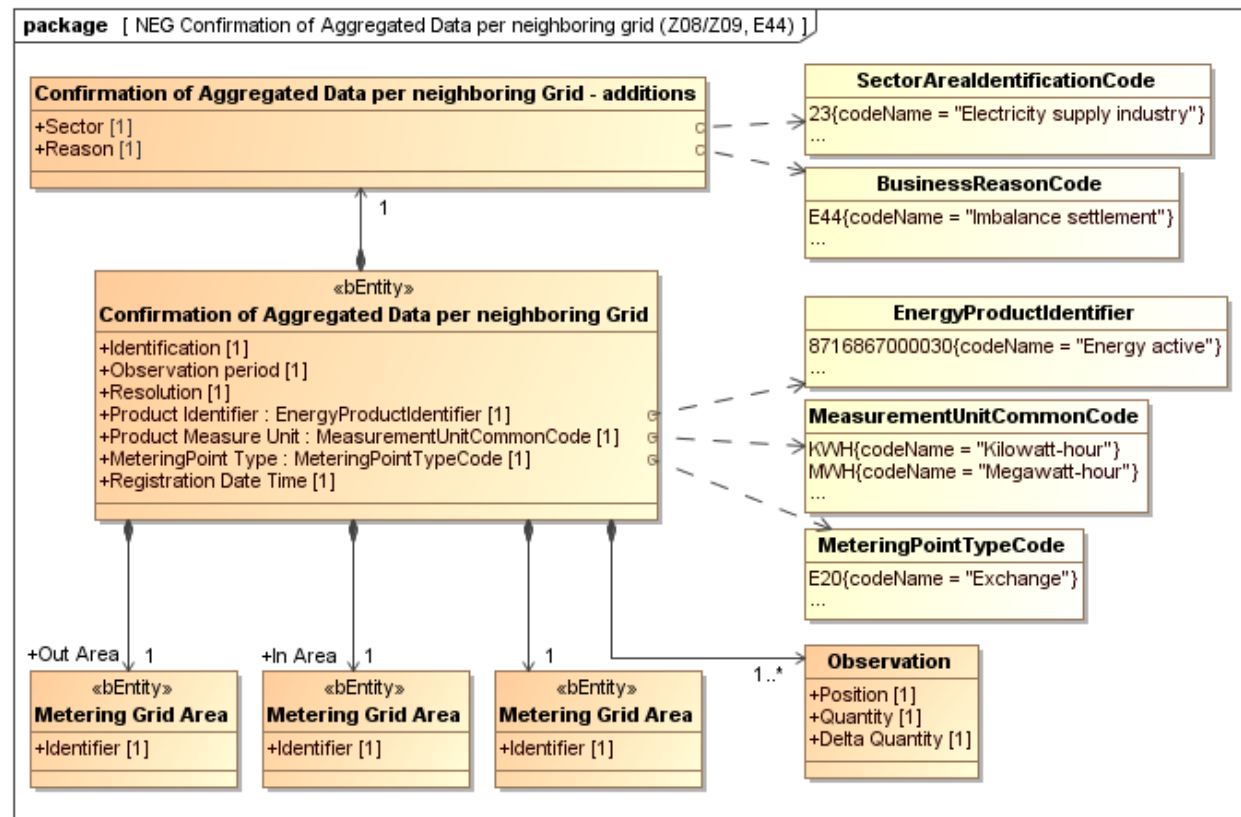 package [ NEG Confirmation of Aggregated Data per neighboring grid (Z08/Z09, E44) ]
Confirmation of Aggregated Data per neighboring Grid - additions
+Sector [1]
+Reason [1]
SectorAreaIdentificationCode
23{codeName = "Electricity supply industry"}
...
BusinessReasonCode
E44{codeName = "Imbalance settlement"}
...
1
«bEntity»
Confirmation of Aggregated Data per neighboring Grid
+Identification [1]
+Observation period [1]
+Resolution [1]
+Product Identifier : EnergyProductIdentifier [1]
+Product Measure Unit : MeasurementUnitCommonCode [1]
+MeteringPoint Type : MeteringPointTypeCode [1]
+Registration Date Time [1]
EnergyProductIdentifier
8716867000030{codeName = "Energy active"}
...
MeasurementUnitCommonCode
KWH{codeName = "Kilowatt-hour"}
MWH{codeName = "Megawatt-hour"}
...
MeteringPointTypeCode
E20{codeName = "Exchange"}
...
+Out Area 1
+In Area 1
1
1..*
«bEntity»
Metering Grid Area
+Identifier [1]
«bEntity»
Metering Grid Area
+Identifier [1]
«bEntity»
Metering Grid Area
+Identifier [1]
Observation
+Position [1]
+Quantity [1]
+Delta Quantity [1]